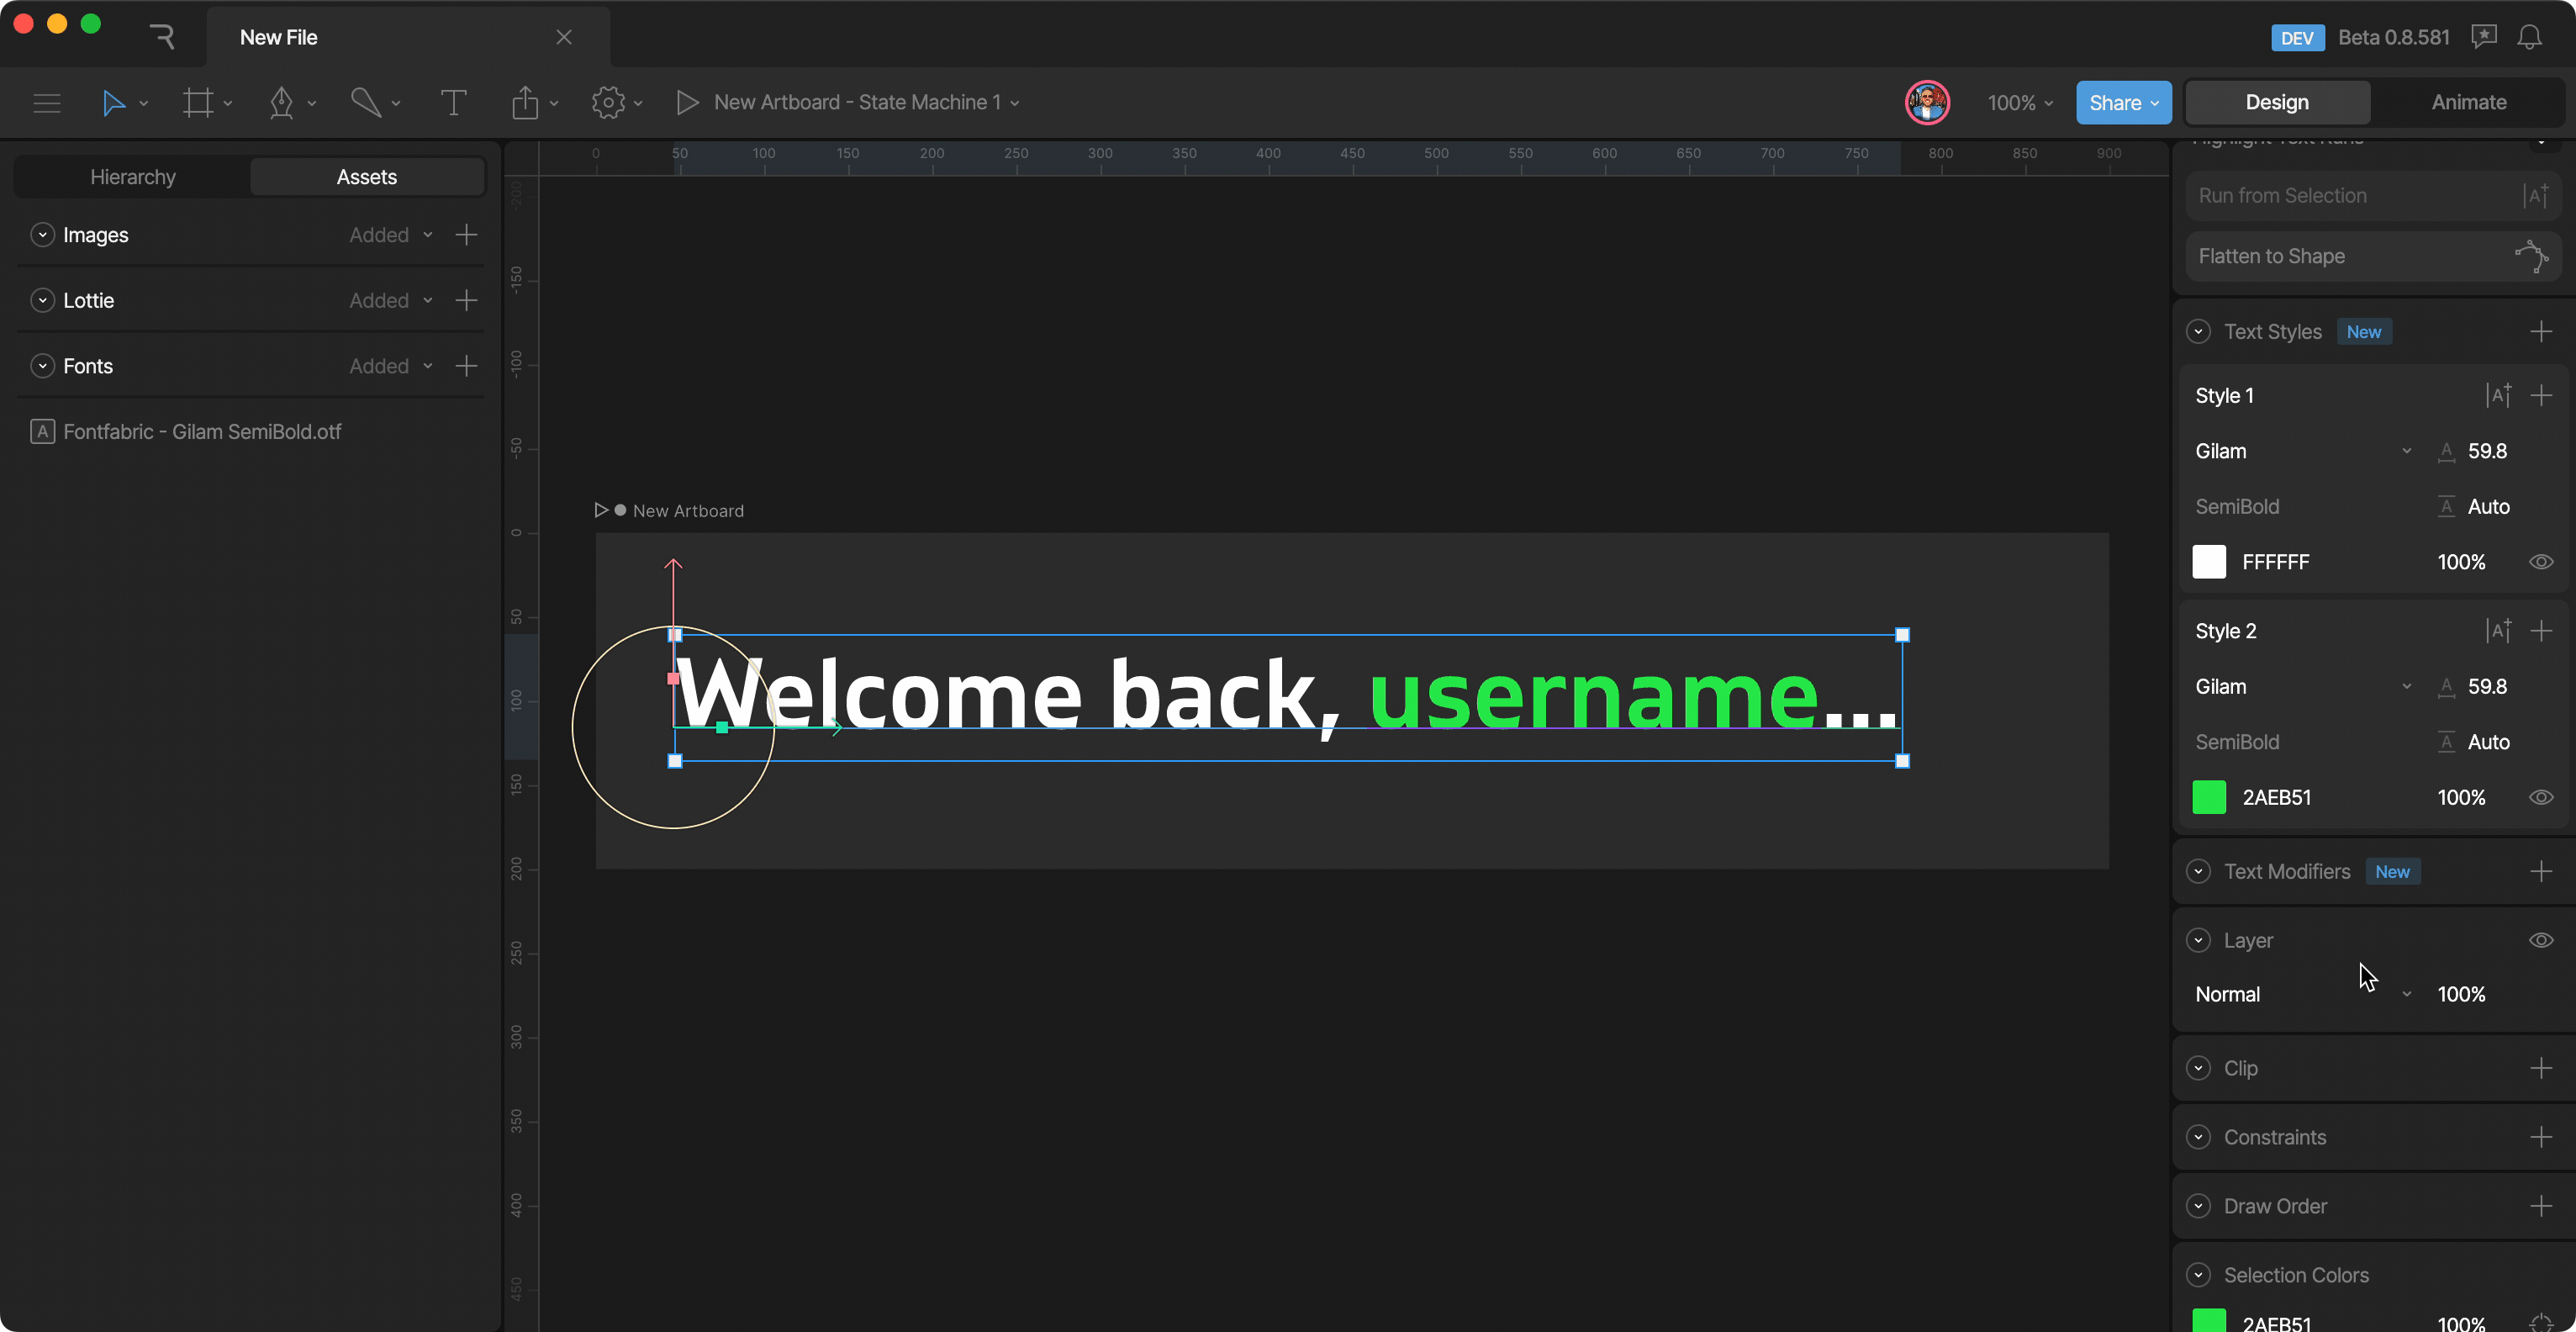 New File
DEV Beta 0.8.581
New Artboard - State Machine 1
100% Share Design Animate
Hierarchy Assets
Images Added
Lottie Added
Fonts Added
A Fontfabric - Gilam SemiBold.otf
0 50 100 150 200 250 300 350 400 450 500 550 600 650 700 750 800 850 900
-200
-150
-100
-50
0
50
100
150
200
250
300
350
400
450
New Artboard
Welcome back, username...
Highlight Text Runs
Run from Selection
Flatten to Shape
Text Styles New
Style 1
Gilam 59.8
SemiBold Auto
FFFFFF 100%
Style 2
Gilam 59.8
SemiBold Auto
2AEB51 100%
Text Modifiers New
Layer
Normal 100%
Clip
Constraints
Draw Order
Selection Colors
2AEB51 100%